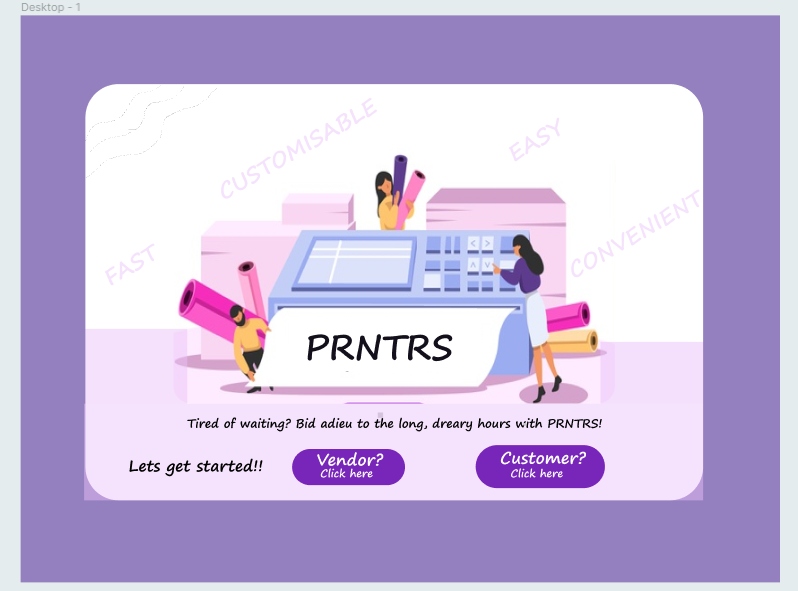 Desktop - 1
CUSTOMISABLE
EASY
FAST
CONVENIENT
PRNTRS
Tired of waiting? Bid adieu to the long, dreary hours with PRNTRS!
Lets get started!!
Vendor?
Click here
Customer?
Click here